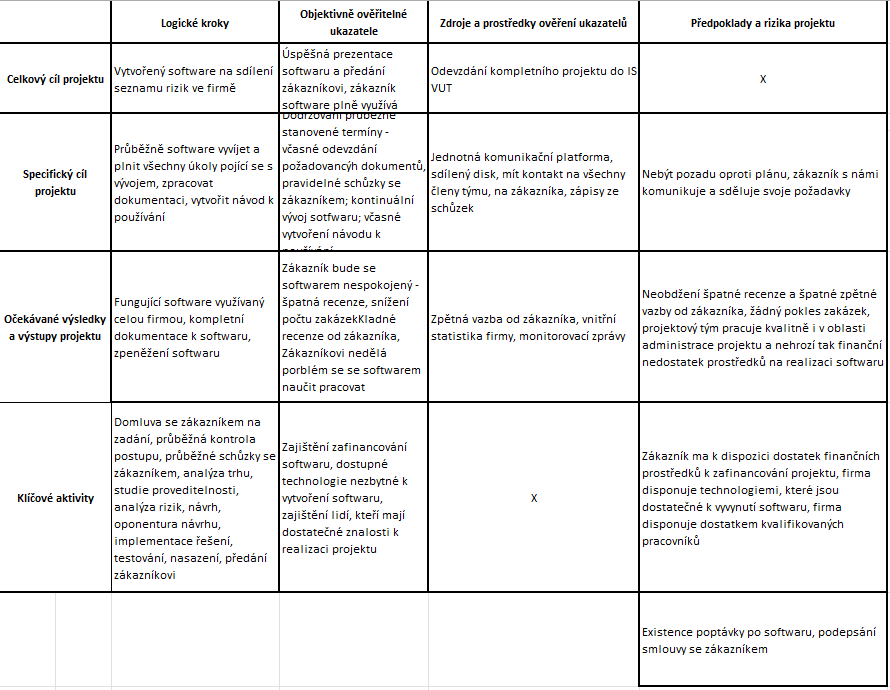 Logické kroky
Objektivně ověřitelné
ukazatele
Zdroje a prostředky ověření ukazatelů
Předpoklady a rizika projektu
Celkový cíl projektu
Vytvořený software na sdílení
seznamu rizik ve firmě
Úspěšná prezentace
softwaru a předání
zákazníkovi, zákazník
software plně využívá
Odevzdání kompletního projektu do IS
VUT
X
Specifický cíl
projektu
Průběžně software vyvíjet a
plnit všechny úkoly pojící se s
vývojem, zpracovat
dokumentaci, vytvořit návod k
používání
Dodržování průběžně
stanovené termíny -
včasné odevzdání
požadovancýh dokumentů,
pravidelné schůzky se
zákazníkem; kontinuální
vývoj sotfwaru; včasné
vytvoření návodu k
používání
Jednotná komunikační platforma,
sdílený disk, mít kontakt na všechny
členy týmu, na zákazníka, zápisy ze
schůzek
Nebýt pozadu oproti plánu, zákazník s námi
komunikuje a sděluje svoje požadavky
Očekávané výsledky
a výstupy projektu
Fungující software využívaný
celou firmou, kompletní
dokumentace k softwaru,
zpeněžení softwaru
Zákazník bude se
softwarem nespokojený -
špatná recenze, snížení
počtu zakázekKladné
recenze od zákazníka,
Zákazníkovi nedělá
porblém se se softwarem
naučit pracovat
Zpětná vazba od zákazníka, vnitřní
statistika firmy, monitorovací zprávy
Neobdžení špatné recenze a špatné zpětné
vazby od zákazníka, žádný pokles zakázek,
projektový tým pracuje kvalitně i v oblasti
administrace projektu a nehrozí tak finanční
nedostatek prostředků na realizaci softwaru
Klíčové aktivity
Domluva se zákazníkem na
zadání, průběžná kontrola
postupu, průběžné schůzky se
zákazníkem, analýza trhu,
studie proveditelnosti,
analýza rizik, návrh,
oponentura návrhu,
implementace řešení,
testování, nasazení, předání
zákazníkovi
Zajištění zafinancování
softwaru, dostupné
technologie nezbytné k
vytvoření softwaru,
zajištění lidí, kteří mají
dostatečné znalosti k
realizaci projektu
X
Zákazník ma k dispozici dostatek finančních
prostředků k zafinancování projektu, firma
disponuje technologiemi, které jsou
dostatečné k vyvynutí softwaru, firma
disponuje dostatkem kvalifikovaných
pracovníků
Existence poptávky po softwaru, podepsání
smlouvy se zákazníkem